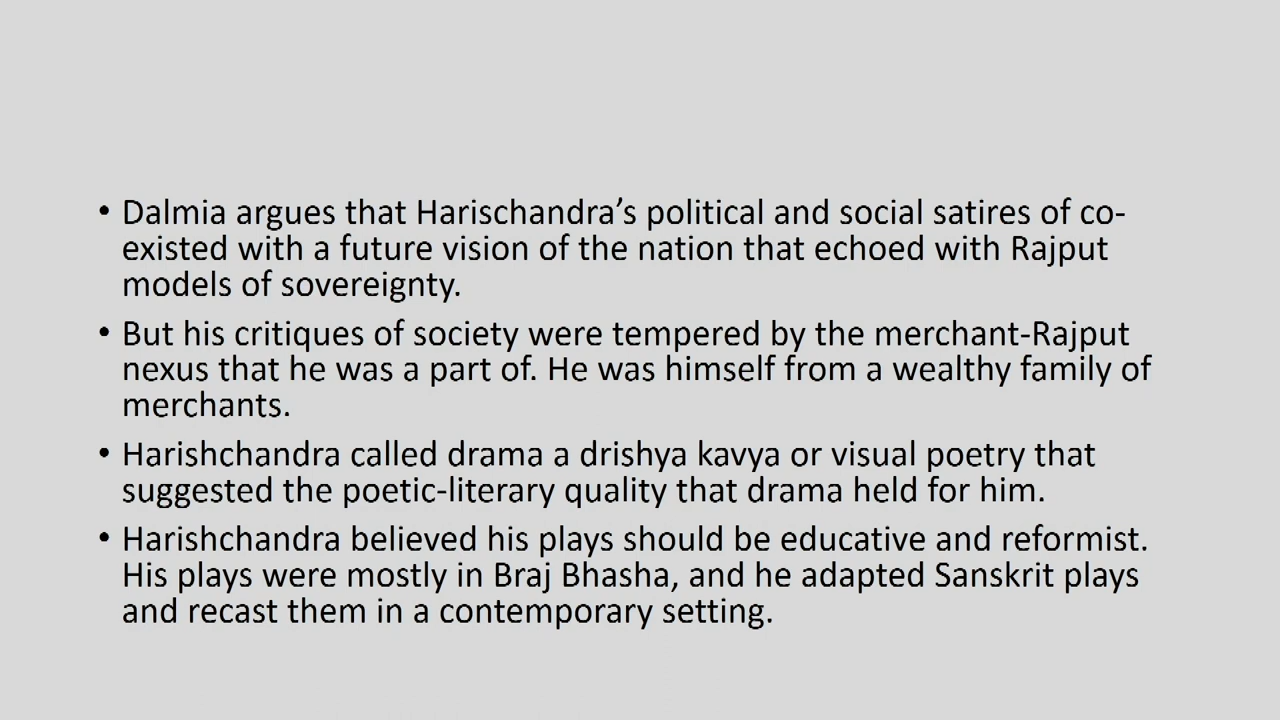 • Dalmia argues that Harischandra’s political and social satires of co-
existed with a future vision of the nation that echoed with Rajput
models of sovereignty.
• But his critiques of society were tempered by the merchant-Rajput
nexus that he was a part of. He was himself from a wealthy family of
merchants.
• Harishchandra called drama a drishya kavya or visual poetry that
suggested the poetic-literary quality that drama held for him.
• Harishchandra believed his plays should be educative and reformist.
His plays were mostly in Braj Bhasha, and he adapted Sanskrit plays
and recast them in a contemporary setting.